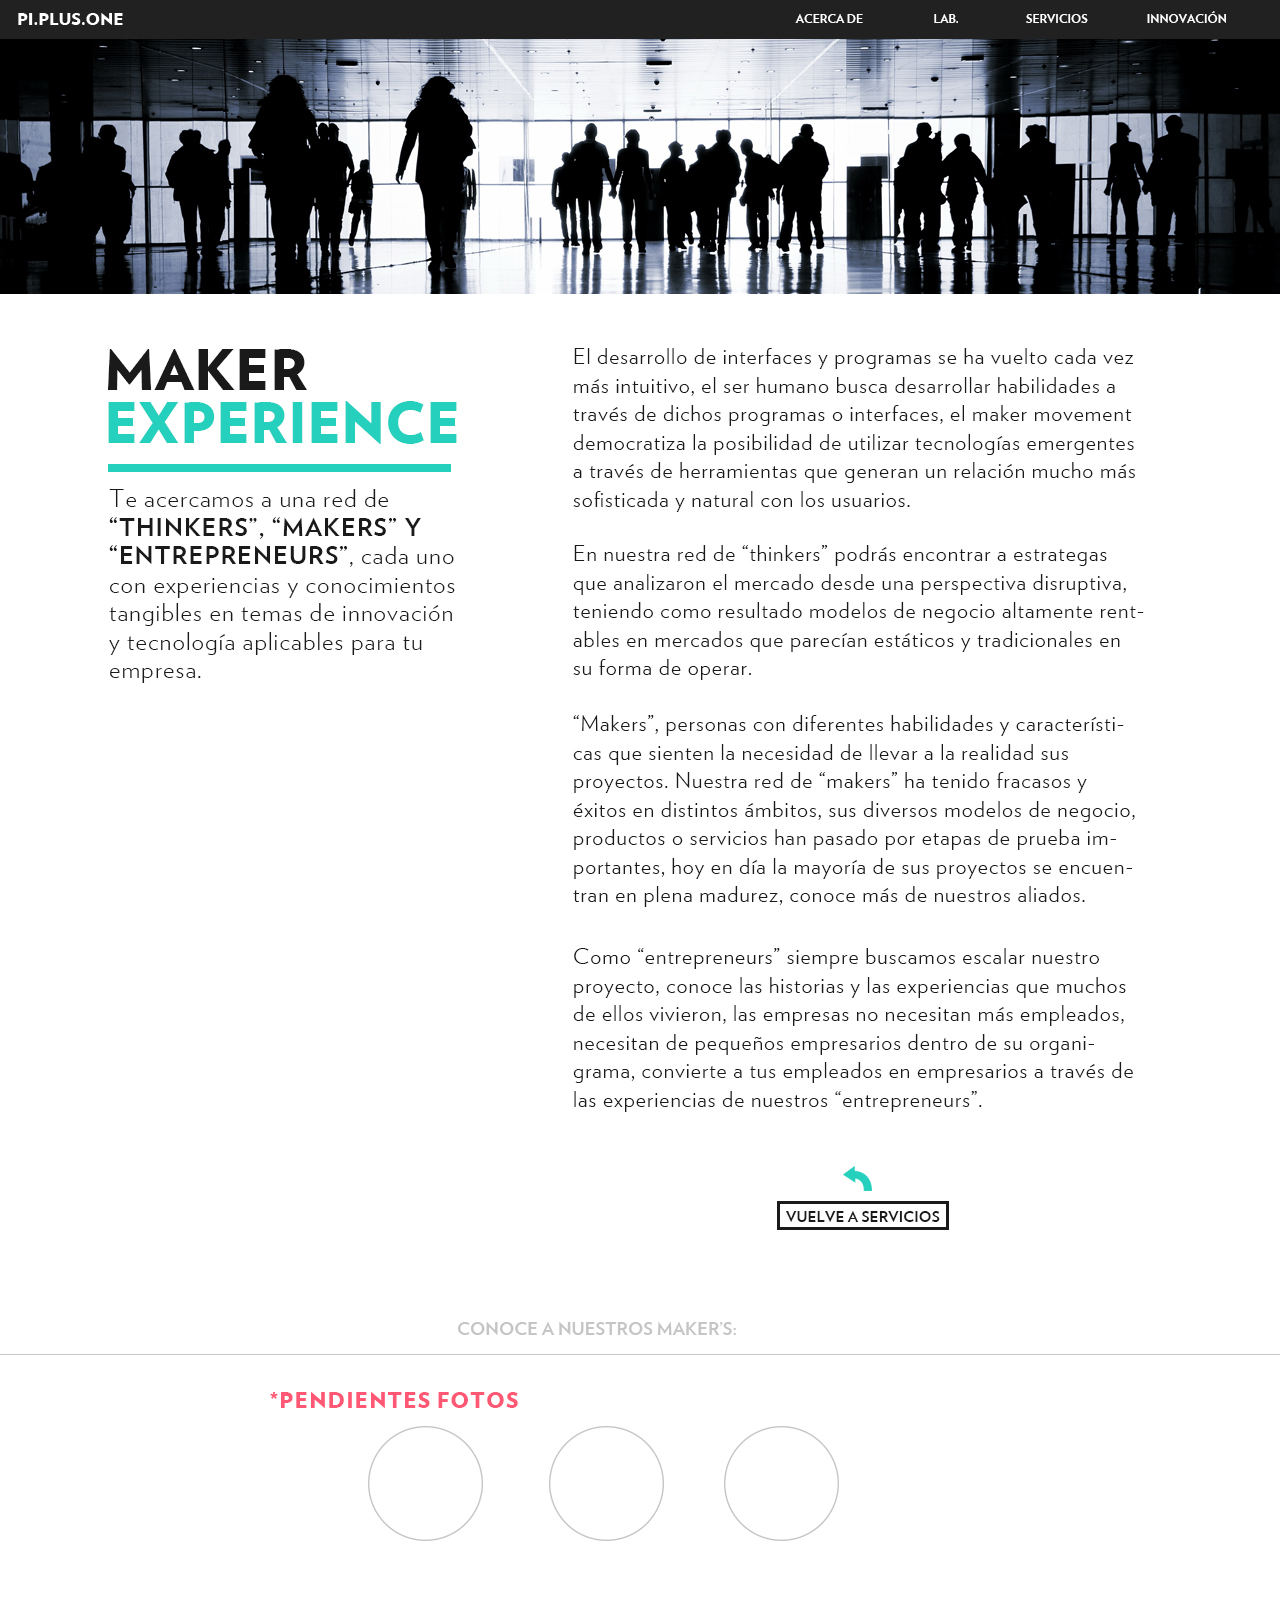 PI.PLUS.ONE
ACERCA DE
LAB.
SERVICIOS
INNOVACIÓN
MAKER
EXPERIENCE
Te acercamos a una red de
“THINKERS”, “MAKERS” Y
“ENTREPRENEURS”, cada uno
con experiencias y conocimientos
tangibles en temas de innovación
y tecnología aplicables para tu
empresa.
El desarrollo de interfaces y programas se ha vuelto cada vez
más intuitivo, el ser humano busca desarrollar habilidades a
través de dichos programas o interfaces, el maker movement
democratiza la posibilidad de utilizar tecnologías emergentes
a través de herramientas que generan un relación mucho más
sofisticada y natural con los usuarios.
En nuestra red de “thinkers” podrás encontrar a estrategas
que analizaron el mercado desde una perspectiva disruptiva,
teniendo como resultado modelos de negocio altamente rent-
ables en mercados que parecían estáticos y tradicionales en
su forma de operar.
“Makers”, personas con diferentes habilidades y característi-
cas que sienten la necesidad de llevar a la realidad sus
proyectos. Nuestra red de “makers” ha tenido fracasos y
éxitos en distintos ámbitos, sus diversos modelos de negocio,
productos o servicios han pasado por etapas de prueba im-
portantes, hoy en día la mayoría de sus proyectos se encuen-
tran en plena madurez, conoce más de nuestros aliados.
Como “entrepreneurs” siempre buscamos escalar nuestro
proyecto, conoce las historias y las experiencias que muchos
de ellos vivieron, las empresas no necesitan más empleados,
necesitan de pequeños empresarios dentro de su organi-
grama, convierte a tus empleados en empresarios a través de
las experiencias de nuestros “entrepreneurs”.
VUELVE A SERVICIOS
CONOCE A NUESTROS MAKER’S:
*PENDIENTES FOTOS